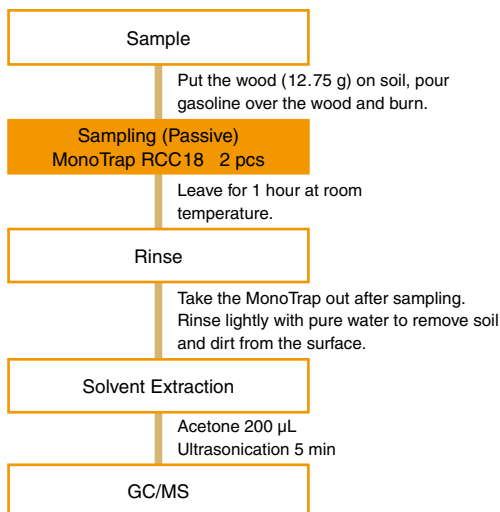 Sample
Put the wood (12.75 g) on soil, pour
gasoline over the wood and burn.
Sampling (Passive)
MonoTrap RCC18 2 pcs
Leave for 1 hour at room
temperature.
Rinse
Take the MonoTrap out after sampling.
Rinse lightly with pure water to remove soil
and dirt from the surface.
Solvent Extraction
Acetone 200 µL
Ultrasonication 5 min
GC/MS